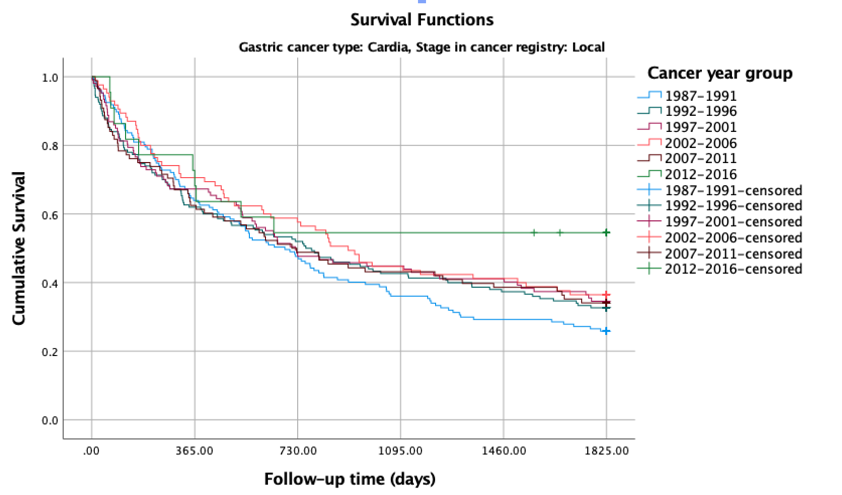 Survival Functions
Gastric cancer type: Cardia, Stage in cancer registry: Local
Cancer year group
1987-1991
1992-1996
1997-2001
2002-2006
2007-2011
2012-2016
1987-1991-censored
1992-1996-censored
1997-2001-censored
2002-2006-censored
2007-2011-censored
2012-2016-censored
Cumulative Survival
1.0
0.8
0.6
0.4
0.2
0.0
.00 365.00 730.00 1095.00 1460.00 1825.00
Follow-up time (days)